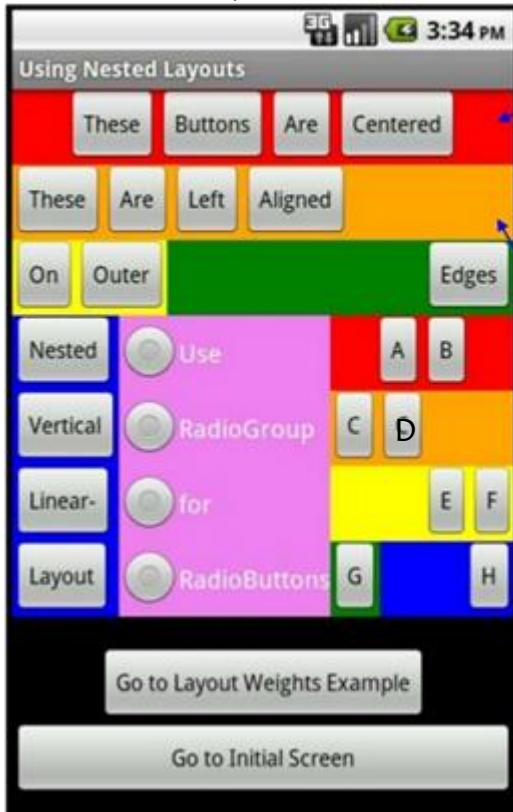 3G
3:34 PM
Using Nested Layouts
These Buttons Are Centered
These Are Left Aligned
On Outer Edges
Nested Use A B
Vertical RadioGroup C D
Linear- for E F
Layout RadioButtons G H
Go to Layout Weights Example
Go to Initial Screen